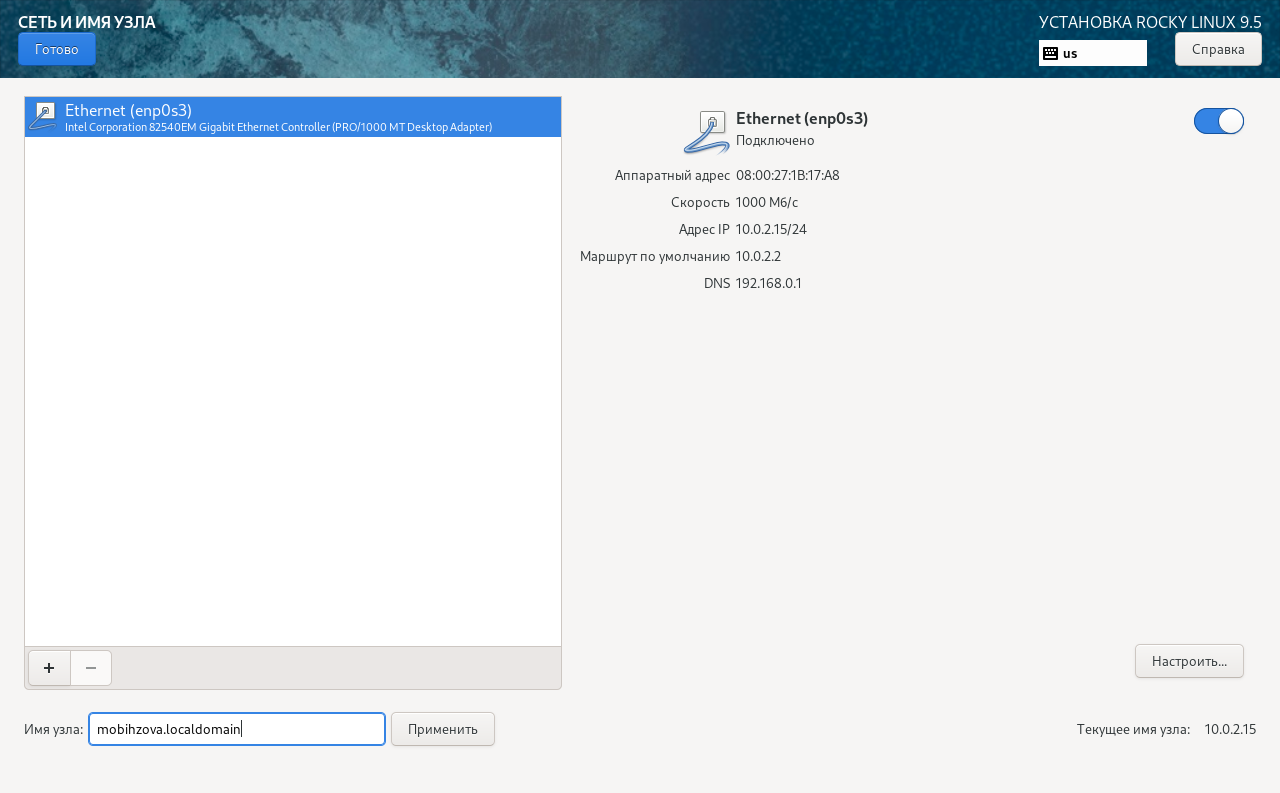 СЕТЬ И ИМЯ УЗЛА
УСТАНОВКА ROCKY LINUX 9.5
Готово
us
Справка
Ethernet (enp0s3)
Intel Corporation 82540EM Gigabit Ethernet Controller (PRO/1000 MT Desktop Adapter)
Ethernet (enp0s3)
Подключено
Аппаратный адрес 08:00:27:1B:17:A8
Скорость 1000 Мб/с
Адрес IP 10.0.2.15/24
Маршрут по умолчанию 10.0.2.2
DNS 192.168.0.1
+ −
Настроить...
Имя узла: mobihzova.localdomain Применить
Текущее имя узла: 10.0.2.15